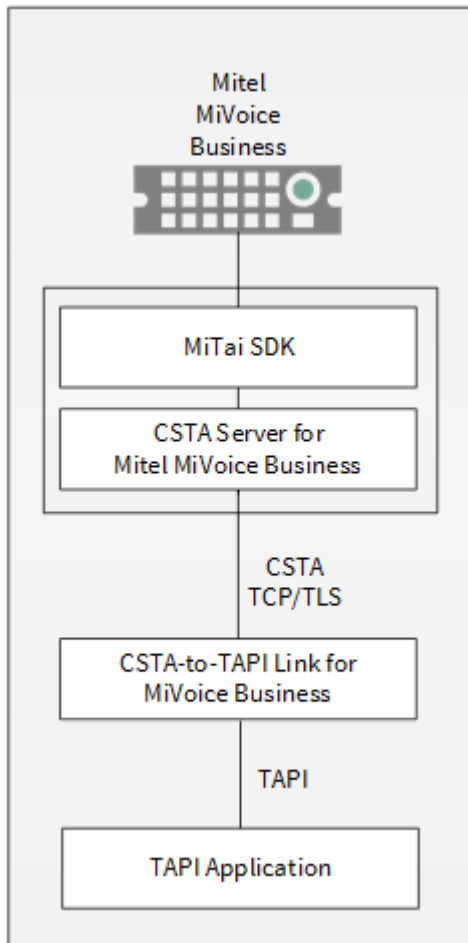 Mitel
MiVoice
Business
MiTai SDK
CSTA Server for
Mitel MiVoice Business
CSTA
TCP/TLS
CSTA-to-TAPI Link for
MiVoice Business
TAPI
TAPI Application